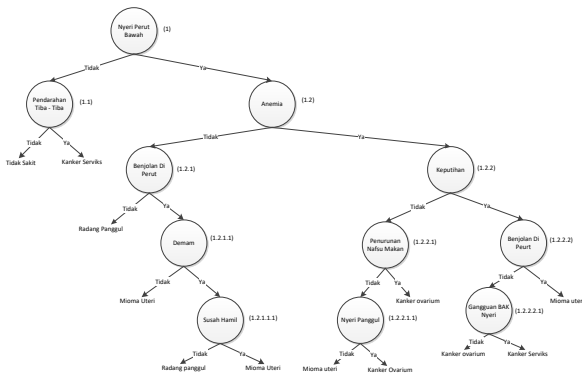 Nyeri Perut
Bawah
(1)
Tidak
Ya
Pendarahan
Tiba - Tiba
(1.1)
Anemia
(1.2)
Tidak
Ya
Tidak
Ya
Tidak Sakit
Kanker Serviks
Benjolan Di
Perut
(1.2.1)
Keputihan
(1.2.2)
Tidak
Ya
Tidak
Ya
Radang Panggul
Demam
(1.2.1.1)
Penurunan
Nafsu Makan
(1.2.2.1)
Benjolan Di
Peurt
(1.2.2.2)
Tidak
Ya
Tidak
Ya
Tidak
Ya
Mioma Uteri
Susah Hamil
(1.2.1.1.1)
Nyeri Panggul
(1.2.2.1.1)
Kanker ovarium
Gangguan BAK
Nyeri
(1.2.2.2.1)
Mioma uteri
Tidak
Ya
Tidak
Ya
Tidak
Ya
Radang panggul
Mioma Uteri
Mioma uteri
Kanker Ovarium
Kanker ovarium
Kanker Serviks